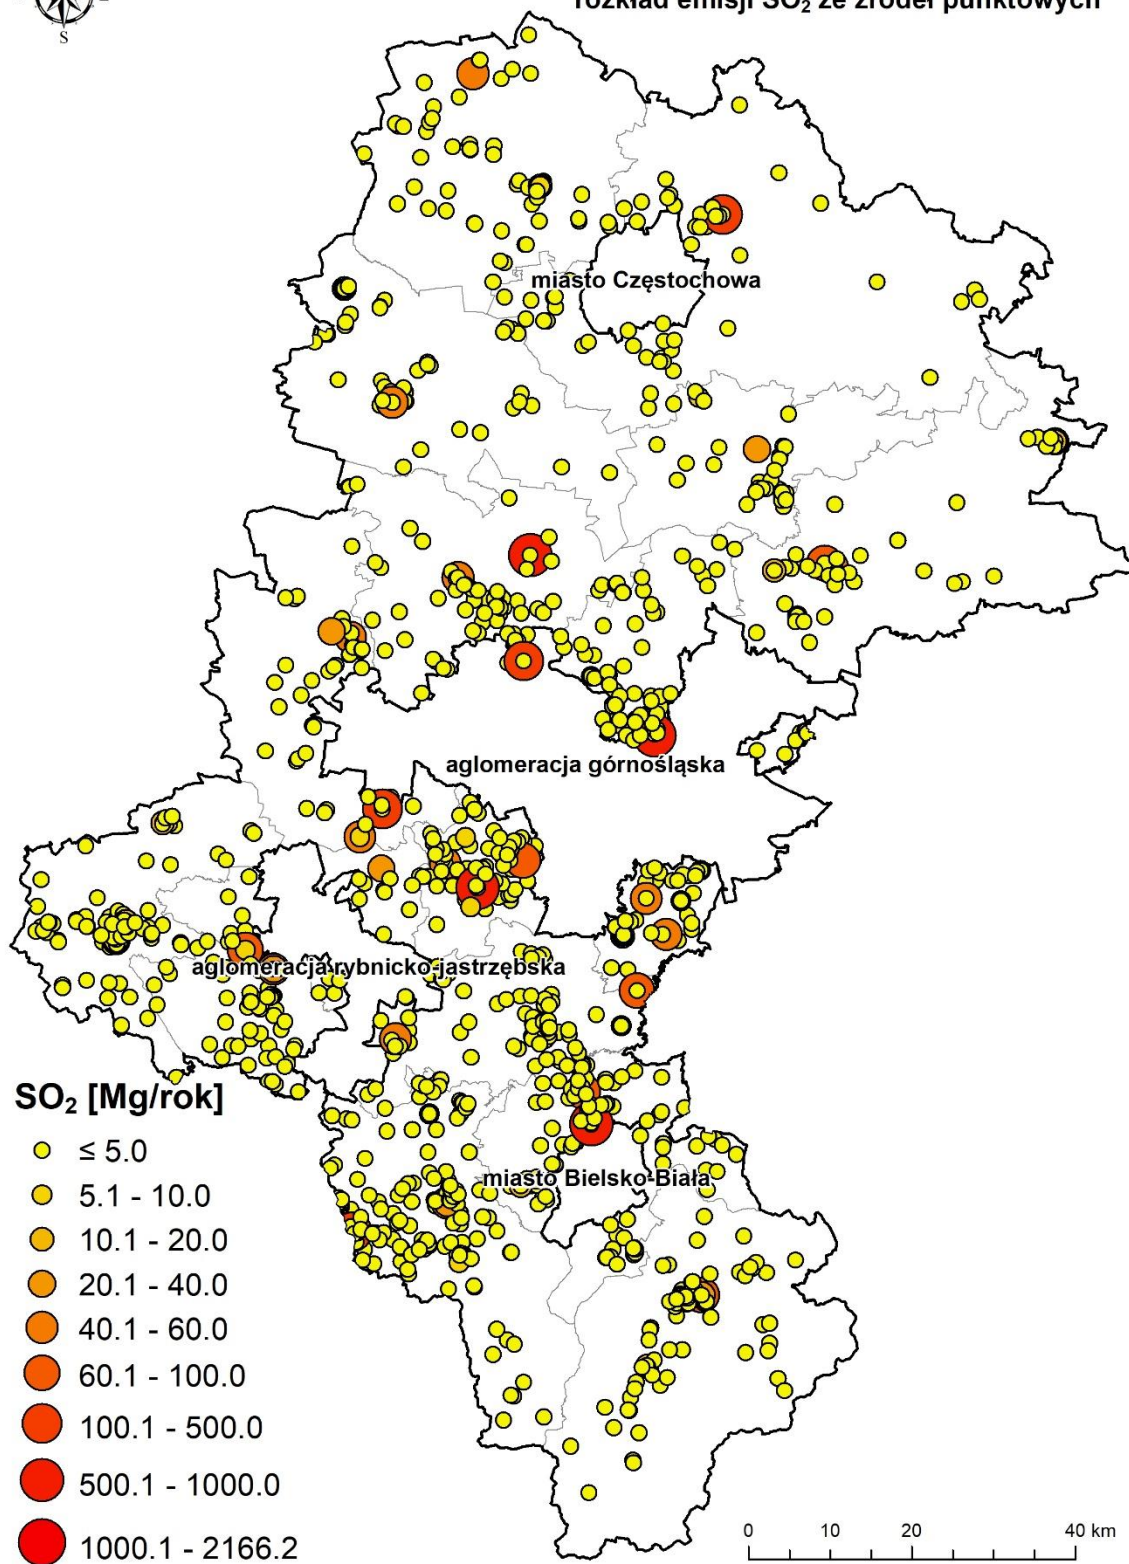 rozkład emisji SO₂ ze źródeł punktowych
S
miasto Częstochowa
aglomeracja górnośląska
aglomeracja rybnicko-jastrzębska
miasto Bielsko-Biała
SO₂ [Mg/rok]
≤ 5.0
5.1 - 10.0
10.1 - 20.0
20.1 - 40.0
40.1 - 60.0
60.1 - 100.0
100.1 - 500.0
500.1 - 1000.0
1000.1 - 2166.2
0 10 20 40 km